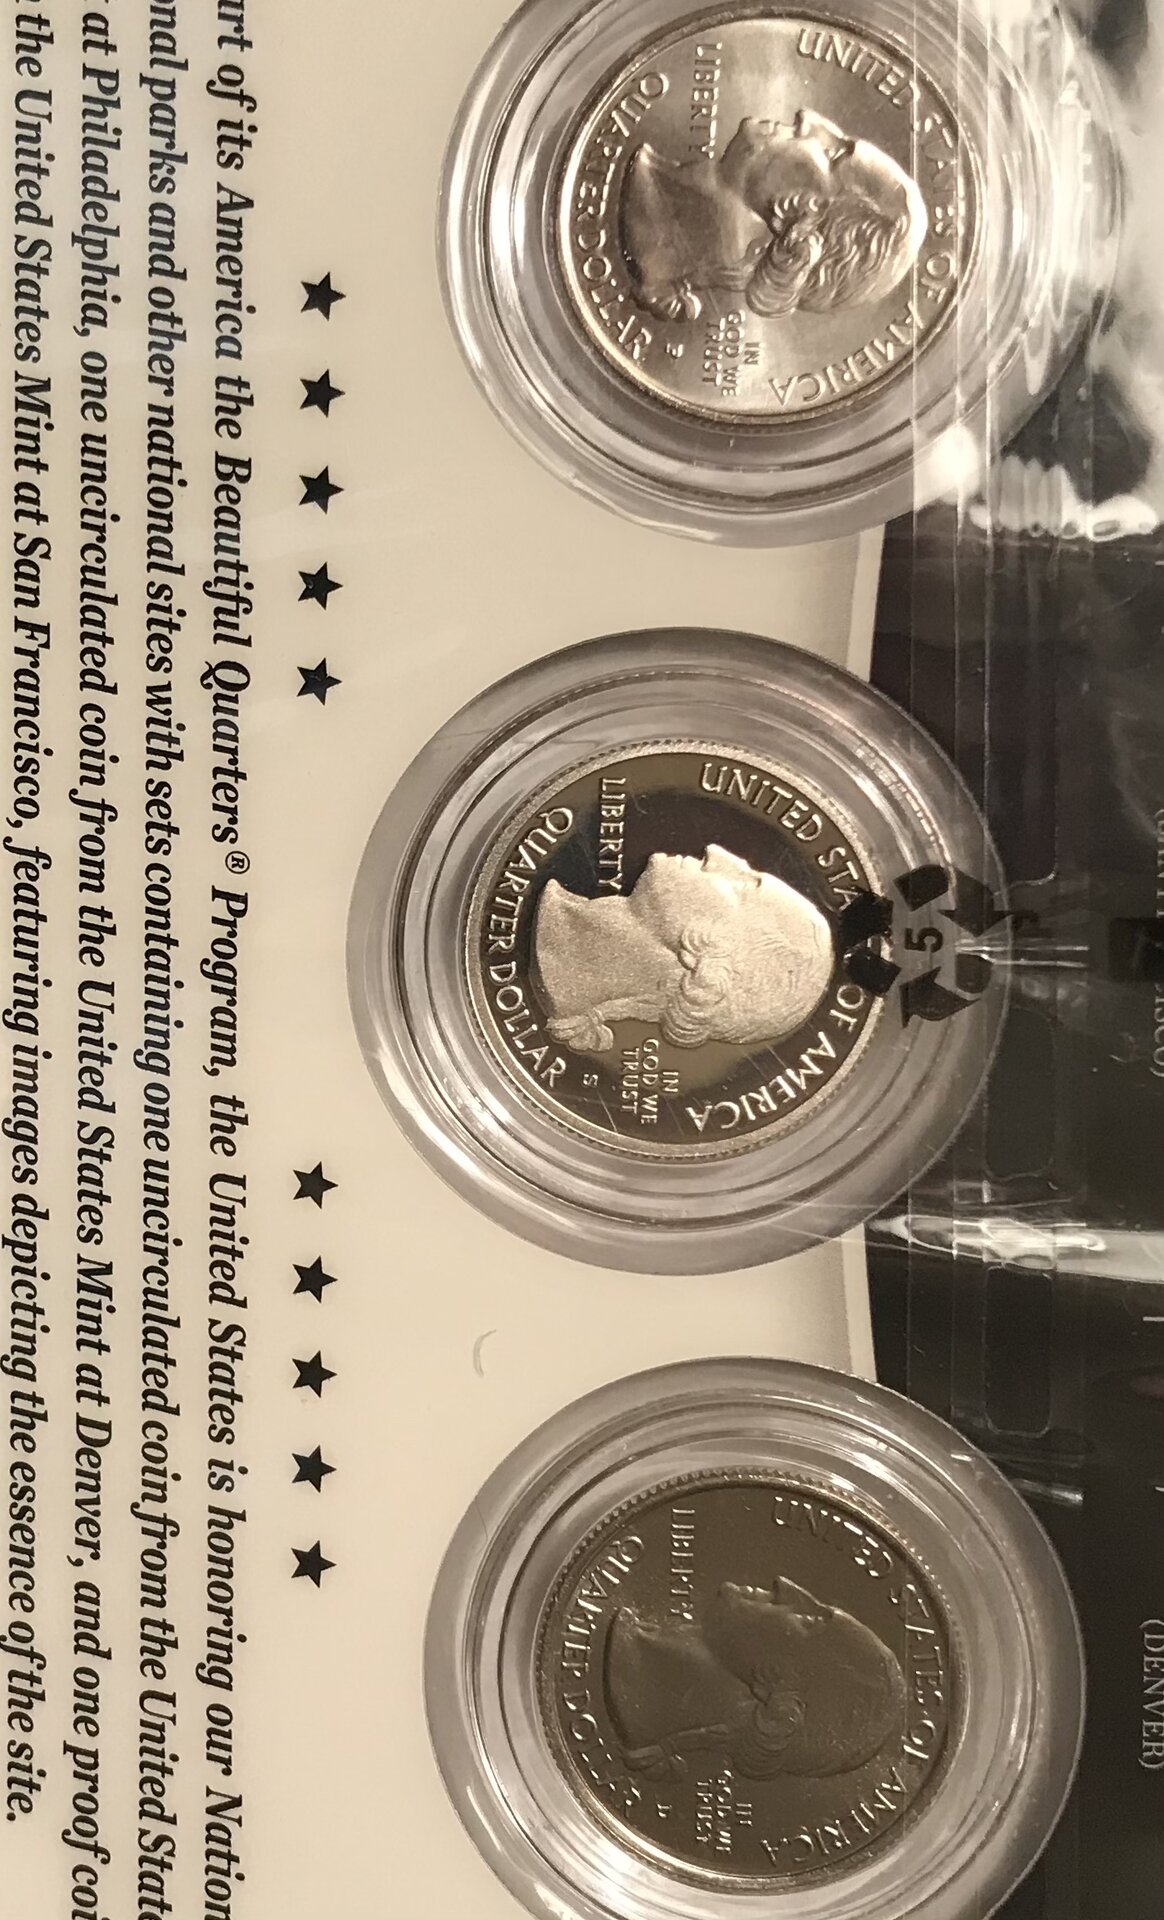 UNITED STATES OF AMERICA
LIBERTY
IN
GOD WE
TRUST
P
QUARTER DOLLAR
UNITED STA OF AMERICA
LIBERTY
IN
GOD WE
TRUST
S
QUARTER DOLLAR
5
UNITED STATES OF AMERICA
LIBERTY
IN
GOD WE
TRUST
D
QUARTER DOLLAR
(DENVER)
art of its America the Beautiful Quarters® Program, the United States is honoring our Nation
onal parks and other national sites with sets containing one uncirculated coin from the United State
at Philadelphia, one uncirculated coin from the United States Mint at Denver, and one proof coi
the United States Mint at San Francisco, featuring images depicting the essence of the site.